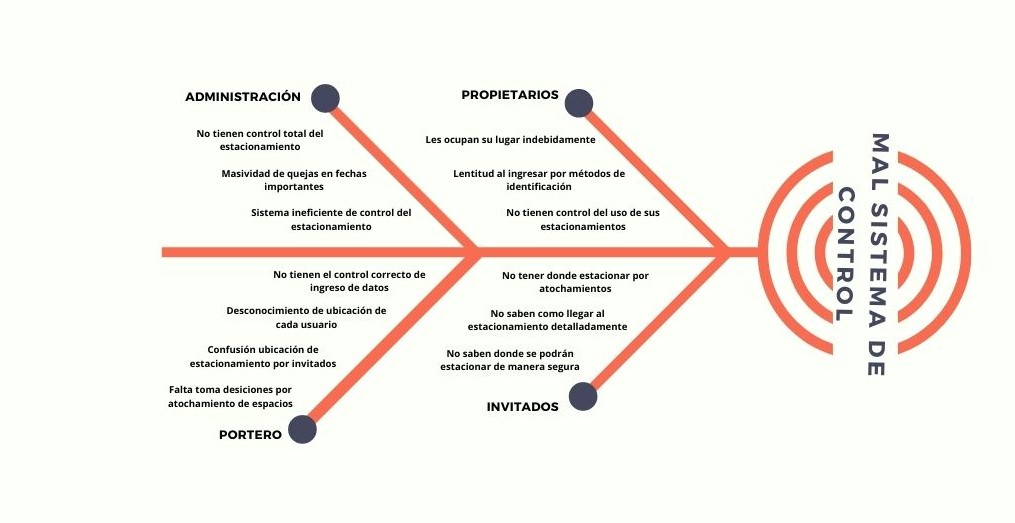 ADMINISTRACIÓN
No tienen control total del
estacionamiento
Masividad de quejas en fechas
importantes
Sistema ineficiente de control del
estacionamiento
PROPIETARIOS
Les ocupan su lugar indebidamente
Lentitud al ingresar por métodos de
identificación
No tienen control del uso de sus
estacionamientos
No tienen el control correcto de
ingreso de datos
Desconocimiento de ubicación de
cada usuario
Confusión ubicación de
estacionamiento por invitados
Falta toma desiciones por
atochamiento de espacios
PORTERO
No tener donde estacionar por
atochamientos
No saben como llegar al
estacionamiento detalladamente
No saben donde se podrán
estacionar de manera segura
INVITADOS
MAL SISTEMA DE
CONTROL